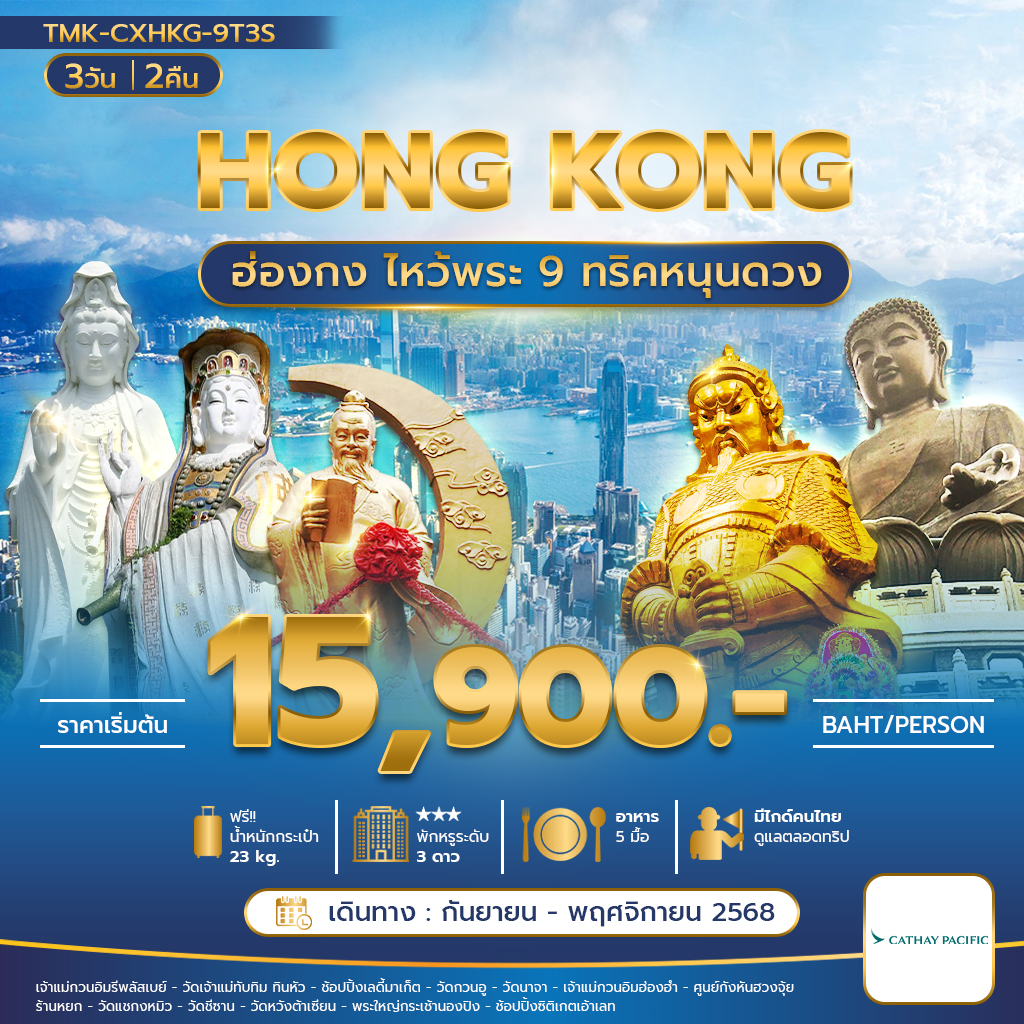 TMK-CXHKG-9T3S
3วัน | 2คืน
HONG KONG
ฮ่องกง ไหว้พระ 9 ทริคหนุนดวง
ราคาเริ่มต้น
15,900.-
BAHT/PERSON
ฟรี!!
น้ำหนักกระเป๋า
23 kg.
พักหรูระดับ
3 ดาว
อาหาร
5 มื้อ
มีไกด์คนไทย
ดูแลตลอดทริป
เดินทาง : กันยายน - พฤศจิกายน 2568
CATHAY PACIFIC
เจ้าแม่กวนอิมรีพลัสเบย์ - วัดเจ้าแม่ทับทิม ทินหัว - ช้อปปิ้งเลดี้มาเก็ต - วัดกวนอู - วัดนาจา - เจ้าแม่กวนอิมฮ่องฮำ - ศูนย์กังหันฮวงจุ้ย
ร้านหยก - วัดแชกงหมิว - วัดชีซาน - วัดหวังต้าเซียน - พระใหญ่กระเช้านองปิง - ช้อปปิ้งซิติเกตเอ้าเลท